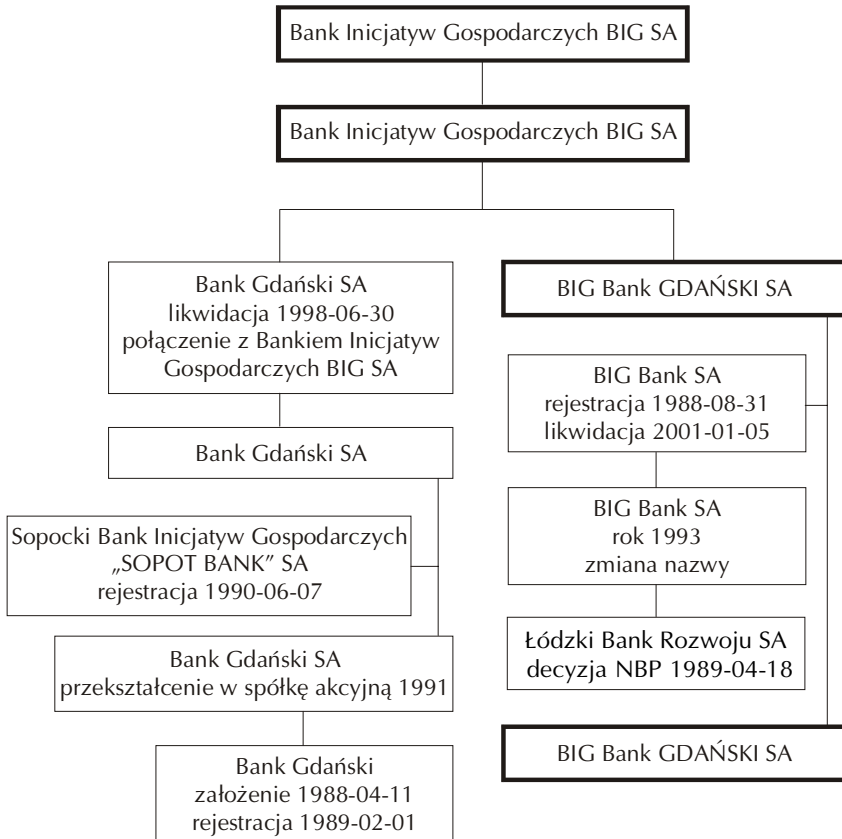 Bank Inicjatyw Gospodarczych BIG SA
Bank Inicjatyw Gospodarczych BIG SA
Bank Gdański SA
likwidacja 1998-06-30
połączenie z Bankiem Inicjatyw
Gospodarczych BIG SA
BIG Bank GDAŃSKI SA
BIG Bank SA
rejestracja 1988-08-31
likwidacja 2001-01-05
Bank Gdański SA
BIG Bank SA
rok 1993
zmiana nazwy
Sopocki Bank Inicjatyw Gospodarczych
„SOPOT BANK” SA
rejestracja 1990-06-07
Łódzki Bank Rozwoju SA
decyzja NBP 1989-04-18
Bank Gdański SA
przekształcenie w spółkę akcyjną 1991
BIG Bank GDAŃSKI SA
Bank Gdański
założenie 1988-04-11
rejestracja 1989-02-01